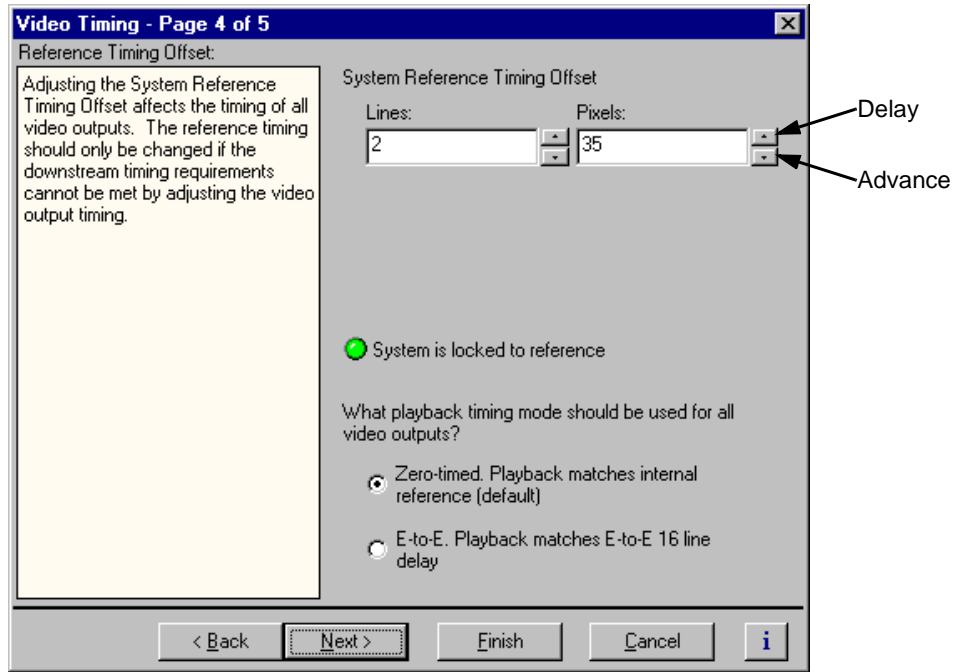 Video Timing - Page 4 of 5
Reference Timing Offset:
Adjusting the System Reference
Timing Offset affects the timing of all
video outputs.  The reference timing
should only be changed if the
downstream timing requirements
cannot be met by adjusting the video
output timing.
System Reference Timing Offset
Lines:
Pixels:
2
35
Delay
Advance
System is locked to reference
What playback timing mode should be used for all
video outputs?
Zero-timed. Playback matches internal
reference (default)
E-to-E. Playback matches E-to-E 16 line
delay
< Back
Next >
Finish
Cancel
i